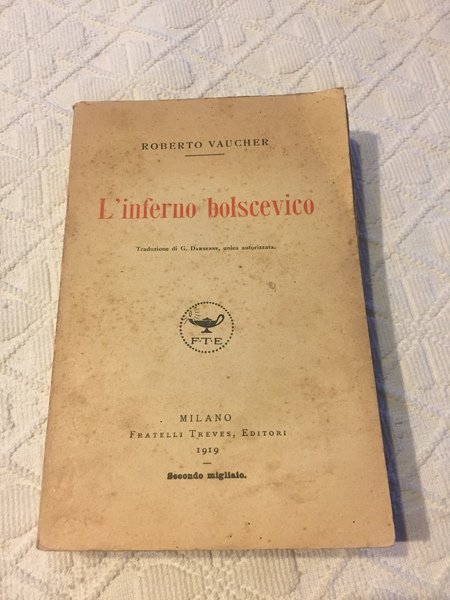 ROBERTO VAUCHER
L'inferno bolscevico
Traduzione di G. DARSENNE, unica autorizzata.
F·T·E
MILANO
FRATELLI TREVES, EDITORI
1919
Secondo migliaio.